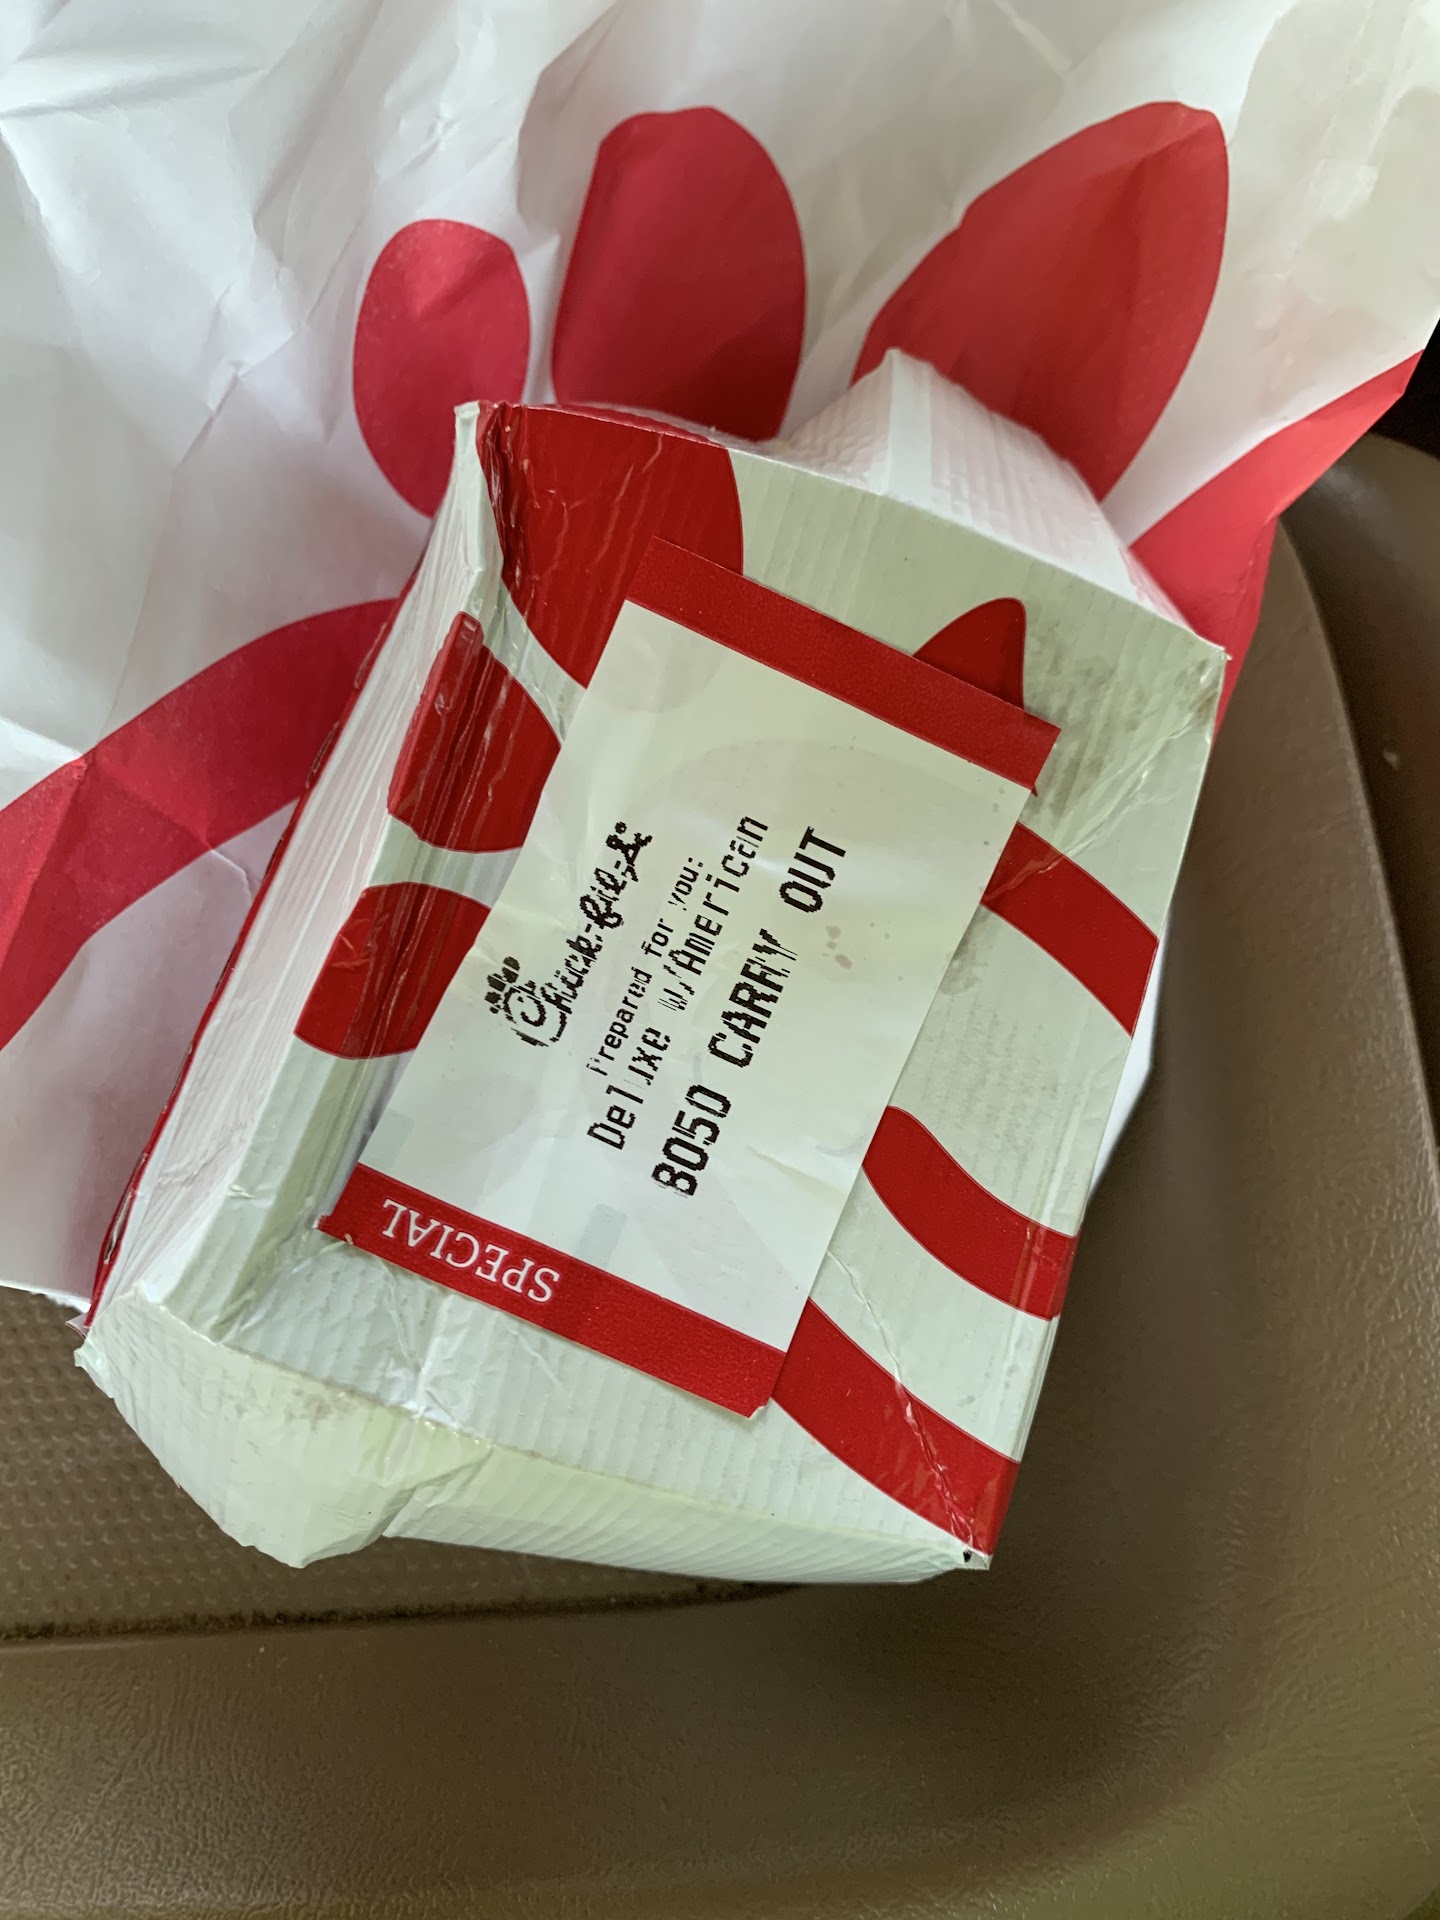 Chick-fil-A
Prepared for you:
Deluxe w/American
8050 CARRY OUT
SPECIAL